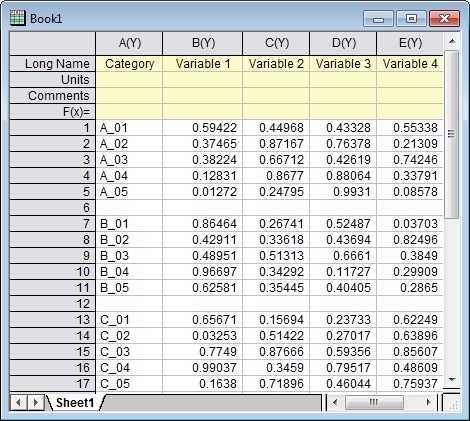 Book1
A(Y) B(Y) C(Y) D(Y) E(Y)
Long Name Category Variable 1 Variable 2 Variable 3 Variable 4
Units
Comments
F(x)=
1 A_01 0.59422 0.44968 0.43328 0.55338
2 A_02 0.37465 0.87167 0.76378 0.21309
3 A_03 0.38224 0.66712 0.42619 0.74246
4 A_04 0.12831 0.8677 0.88064 0.33791
5 A_05 0.01272 0.24795 0.9931 0.08578
6
7 B_01 0.86464 0.26741 0.52487 0.03703
8 B_02 0.42911 0.33618 0.43694 0.82496
9 B_03 0.48951 0.51313 0.6661 0.3849
10 B_04 0.96697 0.34292 0.11727 0.29909
11 B_05 0.62581 0.35445 0.40405 0.2865
12
13 C_01 0.65671 0.15694 0.23733 0.62249
14 C_02 0.03253 0.51422 0.27017 0.63896
15 C_03 0.7749 0.87666 0.59356 0.85607
16 C_04 0.99037 0.3459 0.79517 0.48609
17 C_05 0.1638 0.71896 0.46044 0.75937
Sheet1